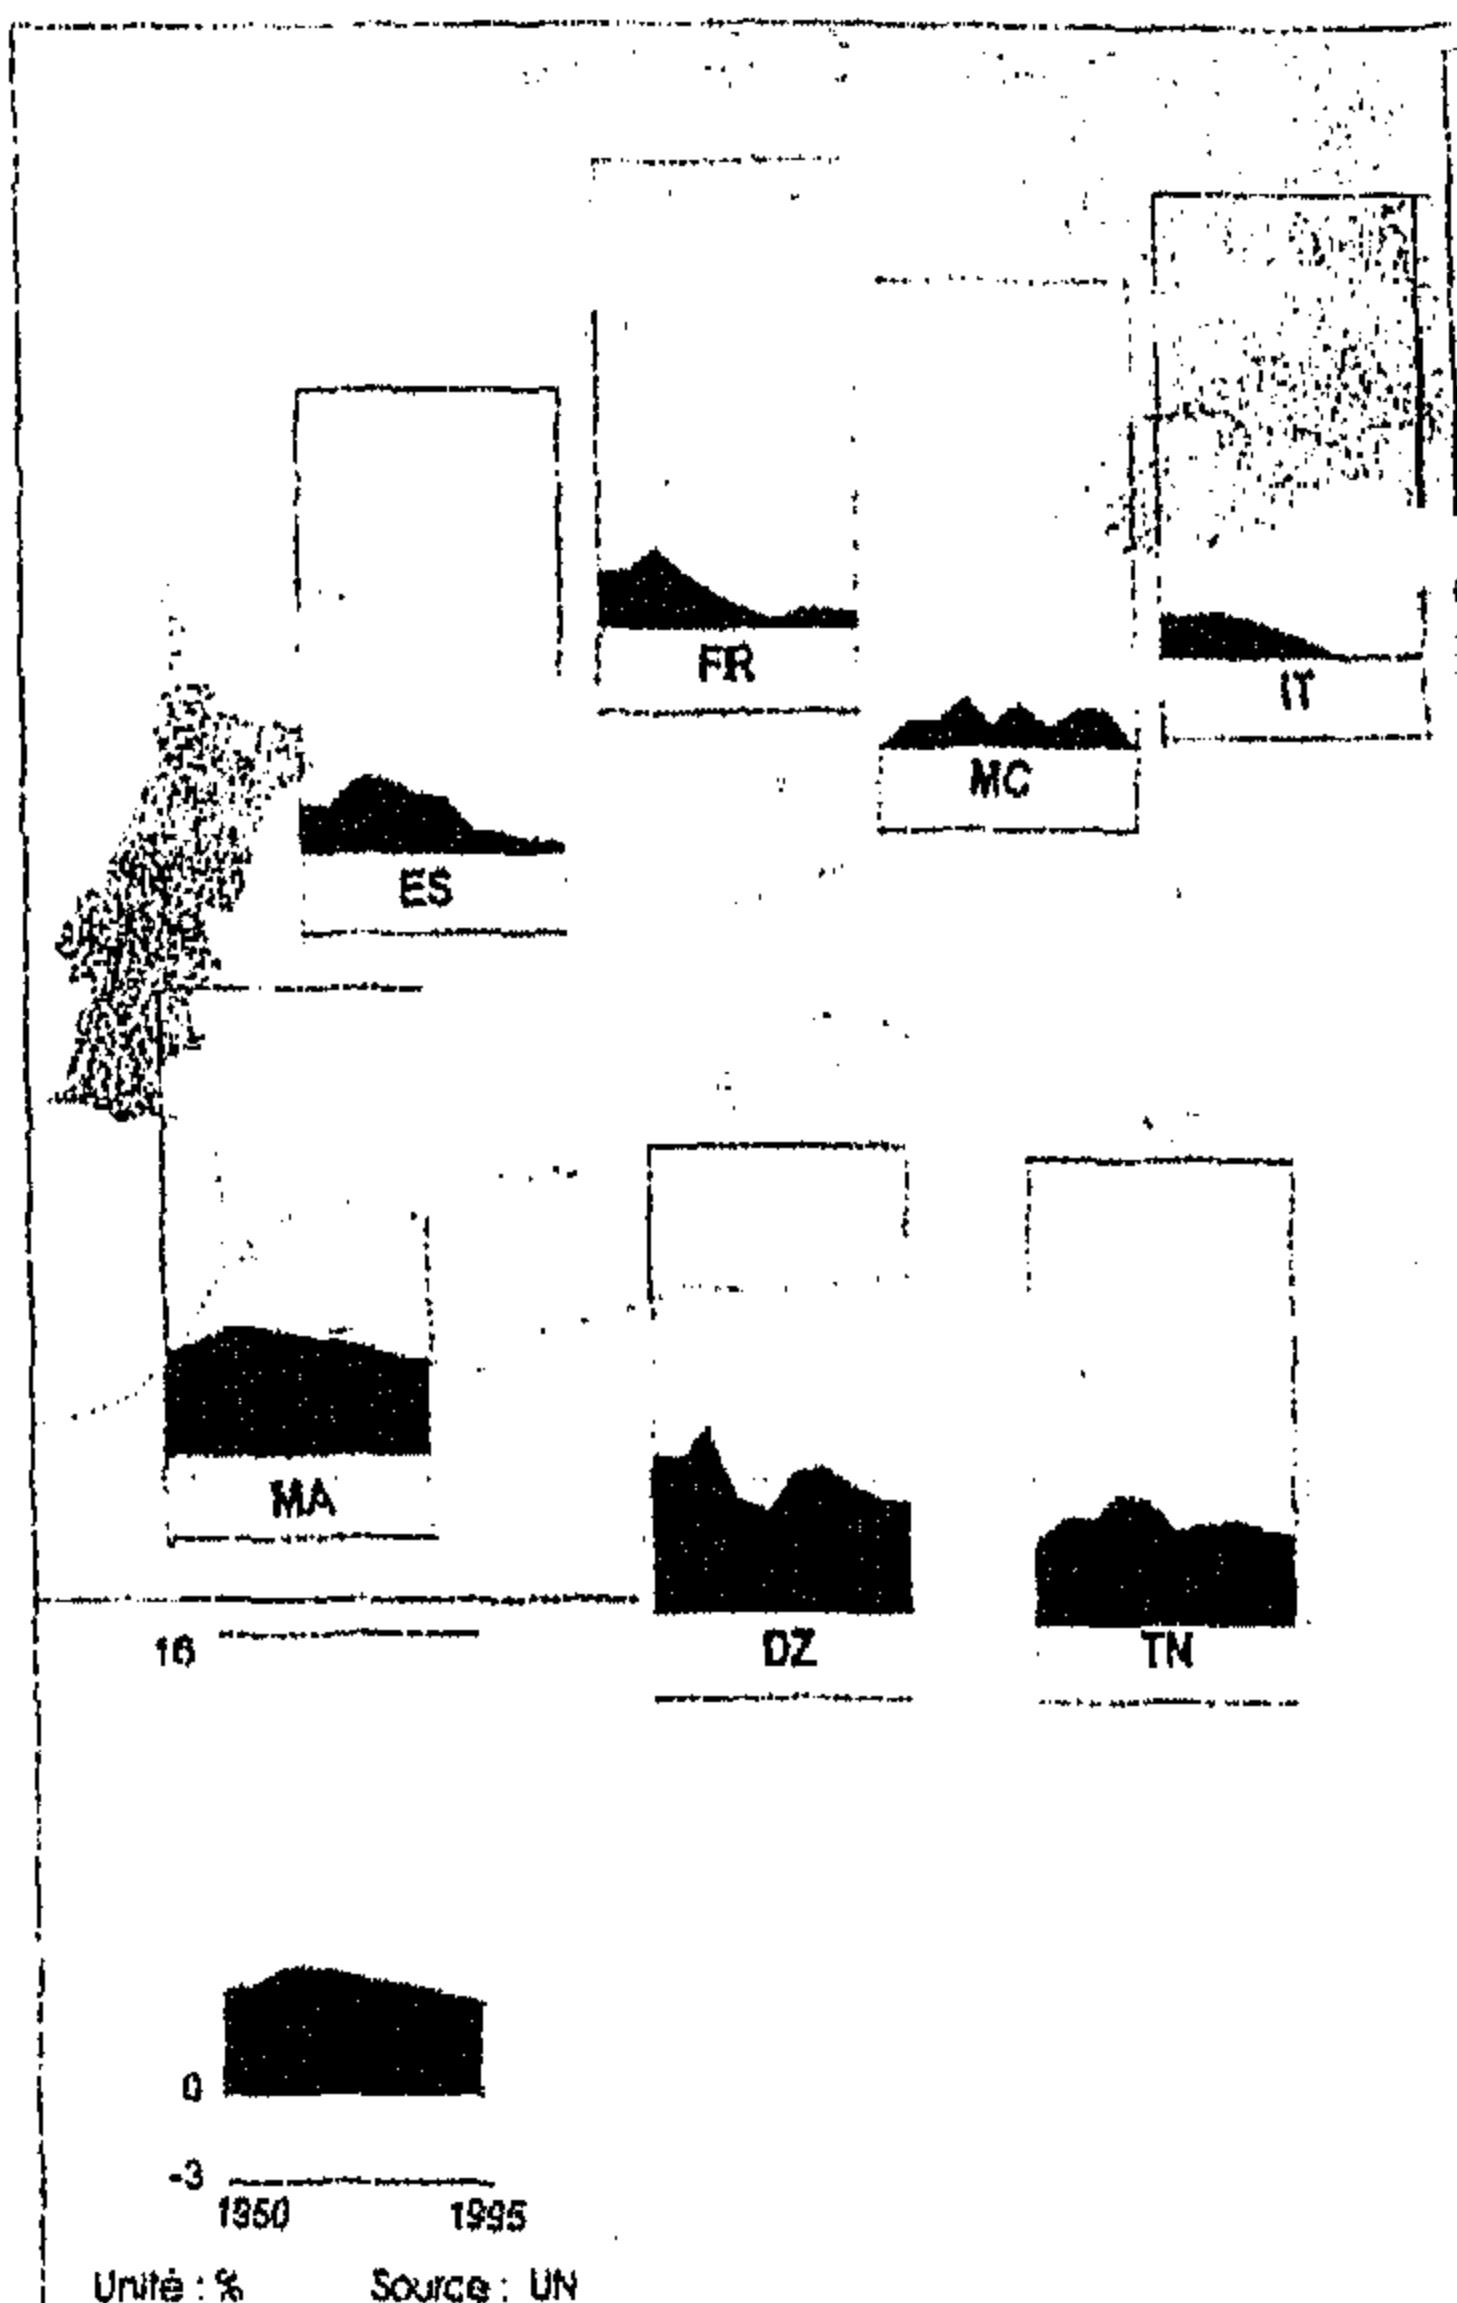 FR
IT
MC
ES
MA
16
DZ
TN
0
-3
1950 1995
Unité : % Source : UN